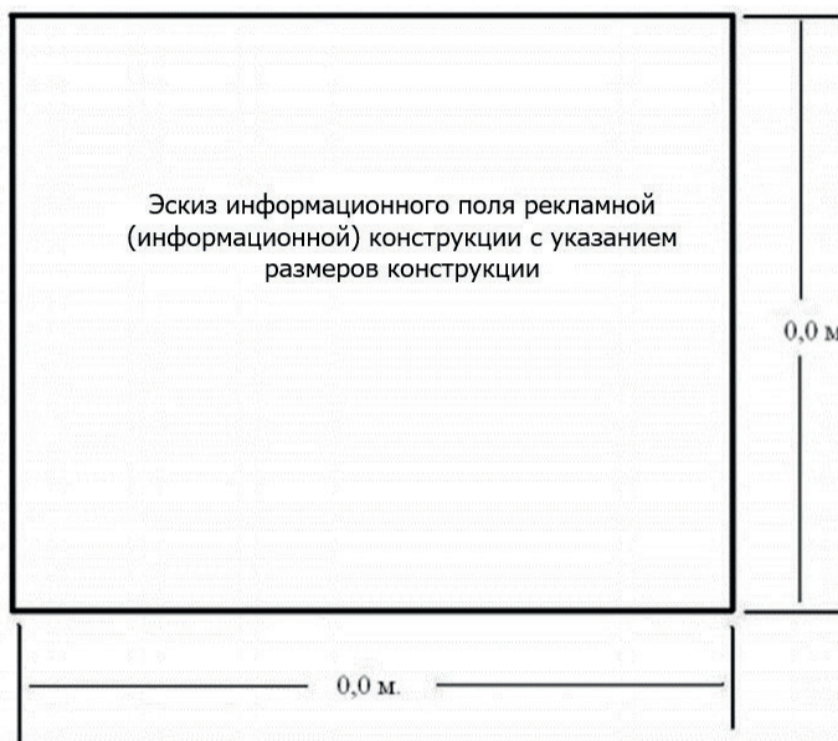 Эскиз информационного поля рекламной
(информационной) конструкции с указанием
размеров конструкции
0,0 м
0,0 м.